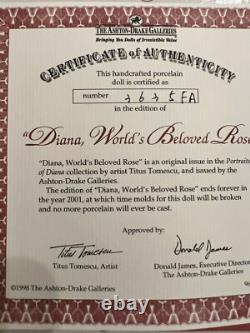 THE ASHTON-DRAKE GALLERIES
Bringing You Dolls of Irresistible Value
CERTIFICATE of AUTHENTICITY
This handcrafted porcelain
doll is certified as
number 3635FA
in the edition of
"Diana, World's Beloved Rose
"Diana, World's Beloved Rose" is an original issue in the Portraits
of Diana collection by artist Titus Tomescu, and issued by the
Ashton-Drake Galleries.
The edition of "Diana, World's Beloved Rose" ends forever in
the year 2001, at which time molds for this doll will be broken
and no more porcelain will ever be cast.
Approved by:
Titus Tomescu Donald James
Titus Tomescu, Artist Donald James, Executive Director
The Ashton-Drake Galleries
©1998 The Ashton-Drake Galleries